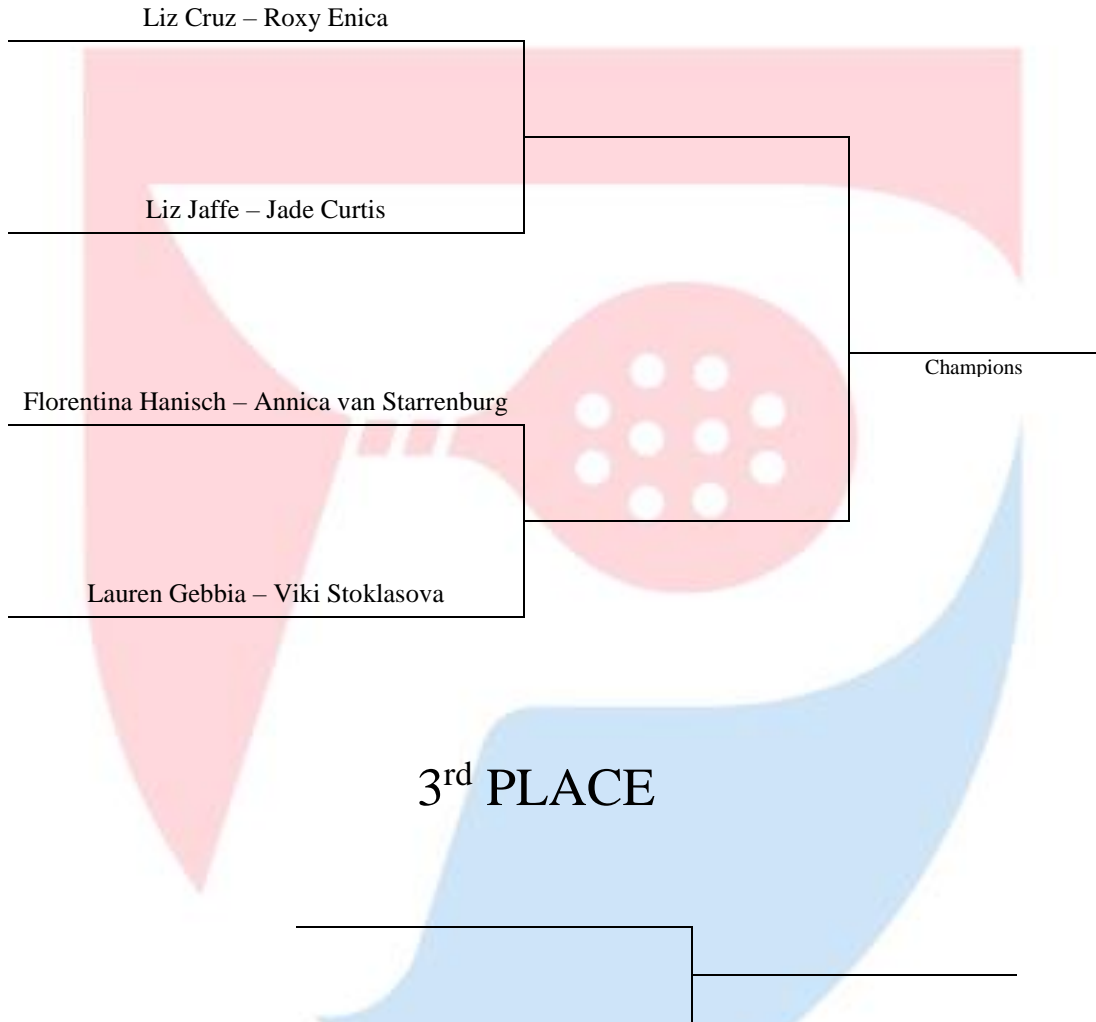 Liz Cruz – Roxy Enica
Liz Jaffe – Jade Curtis
Champions
Florentina Hanisch – Annica van Starrenburg
Lauren Gebbia – Viki Stoklasova
3rd PLACE